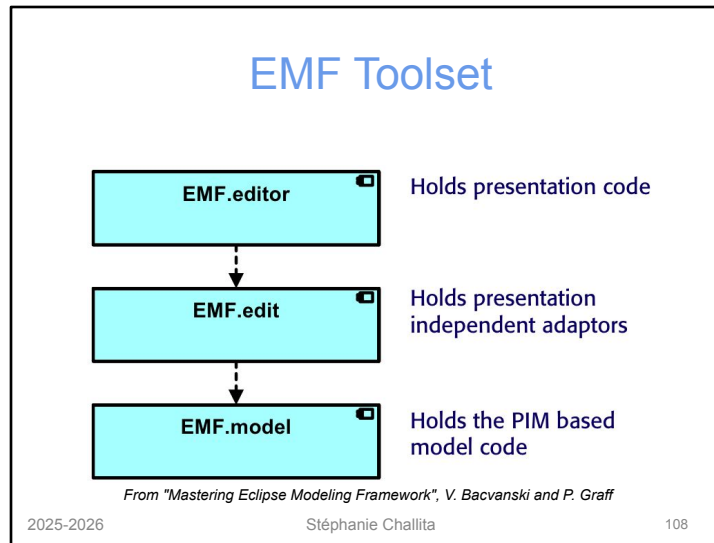 EMF Toolset
EMF.editor
Holds presentation code
EMF.edit
Holds presentation
independent adaptors
EMF.model
Holds the PIM based
model code
From "Mastering Eclipse Modeling Framework", V. Bacvanski and P. Graff
2025-2026
Stéphanie Challita
108